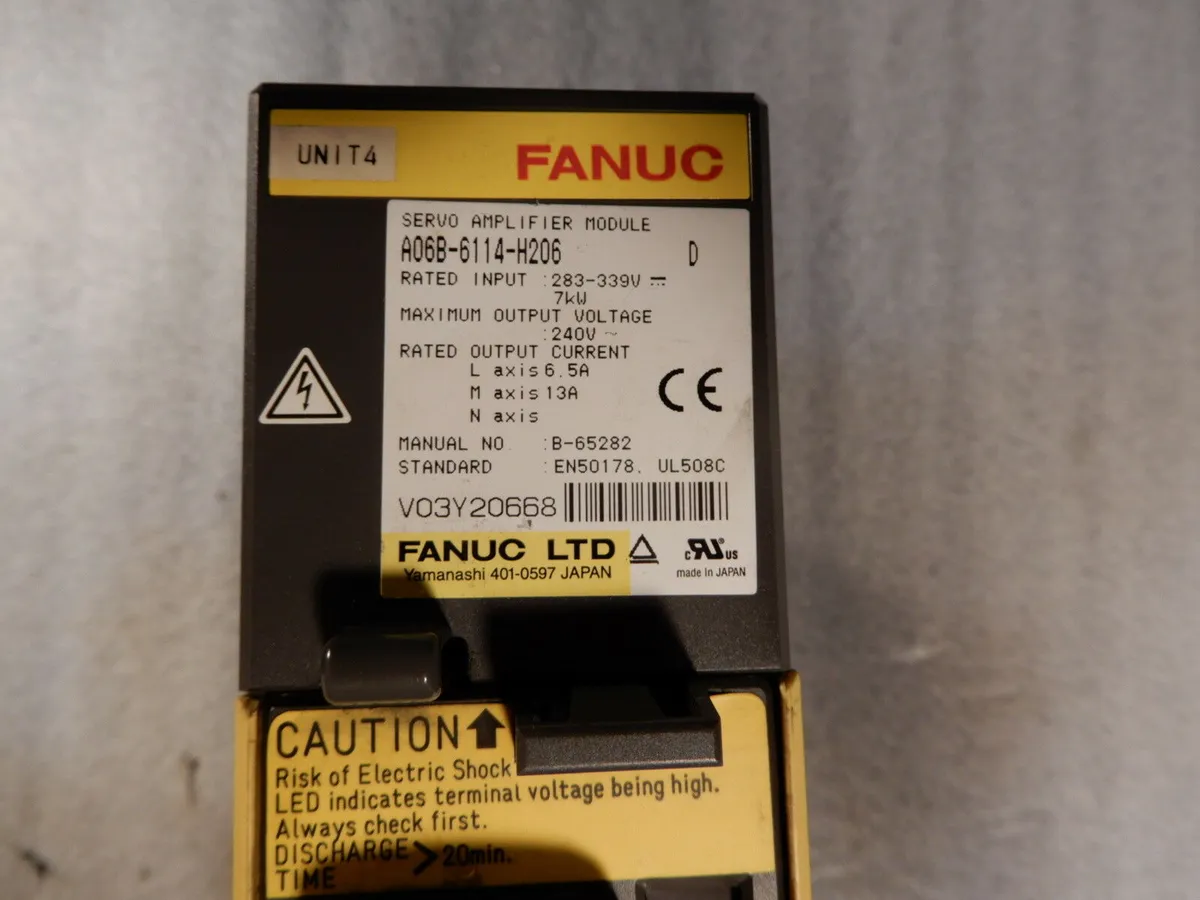 UNIT4
FANUC
SERVO AMPLIFIER MODULE
A06B-6114-H206 D
RATED INPUT :283-339V ⎓
7kW
MAXIMUM OUTPUT VOLTAGE
:240V ~
RATED OUTPUT CURRENT
L axis 6.5A
M axis 13A
N axis
CE
MANUAL NO. :B-65282
STANDARD :EN50178. UL508C
V03Y20668
FANUC LTD
Yamanashi 401-0597 JAPAN
c RU ® US
made in JAPAN
CAUTION
Risk of Electric Shock
LED indicates terminal voltage being high.
Always check first.
DISCHARGE > 20min.
TIME